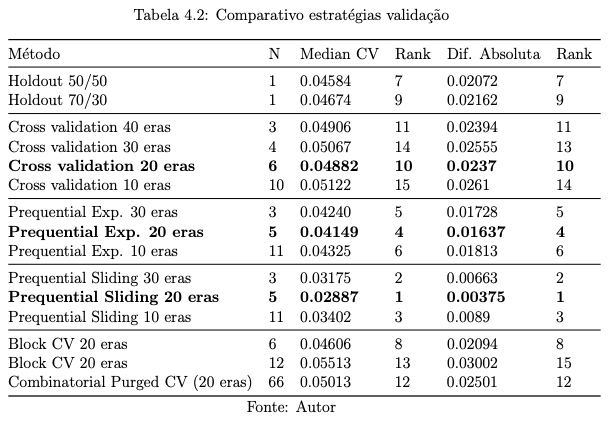 Tabela 4.2: Comparativo estratégias validação
Método N Median CV Rank Dif. Absoluta Rank
Holdout 50/50 1 0.04584 7 0.02072 7
Holdout 70/30 1 0.04674 9 0.02162 9
Cross validation 40 eras 3 0.04906 11 0.02394 11
Cross validation 30 eras 4 0.05067 14 0.02555 13
Cross validation 20 eras 6 0.04882 10 0.0237 10
Cross validation 10 eras 10 0.05122 15 0.0261 14
Prequential Exp. 30 eras 3 0.04240 5 0.01728 5
Prequential Exp. 20 eras 5 0.04149 4 0.01637 4
Prequential Exp. 10 eras 11 0.04325 6 0.01813 6
Prequential Sliding 30 eras 3 0.03175 2 0.00663 2
Prequential Sliding 20 eras 5 0.02887 1 0.00375 1
Prequential Sliding 10 eras 11 0.03402 3 0.0089 3
Block CV 20 eras 6 0.04606 8 0.02094 8
Block CV 20 eras 12 0.05513 13 0.03002 15
Combinatorial Purged CV (20 eras) 66 0.05013 12 0.02501 12
Fonte: Autor